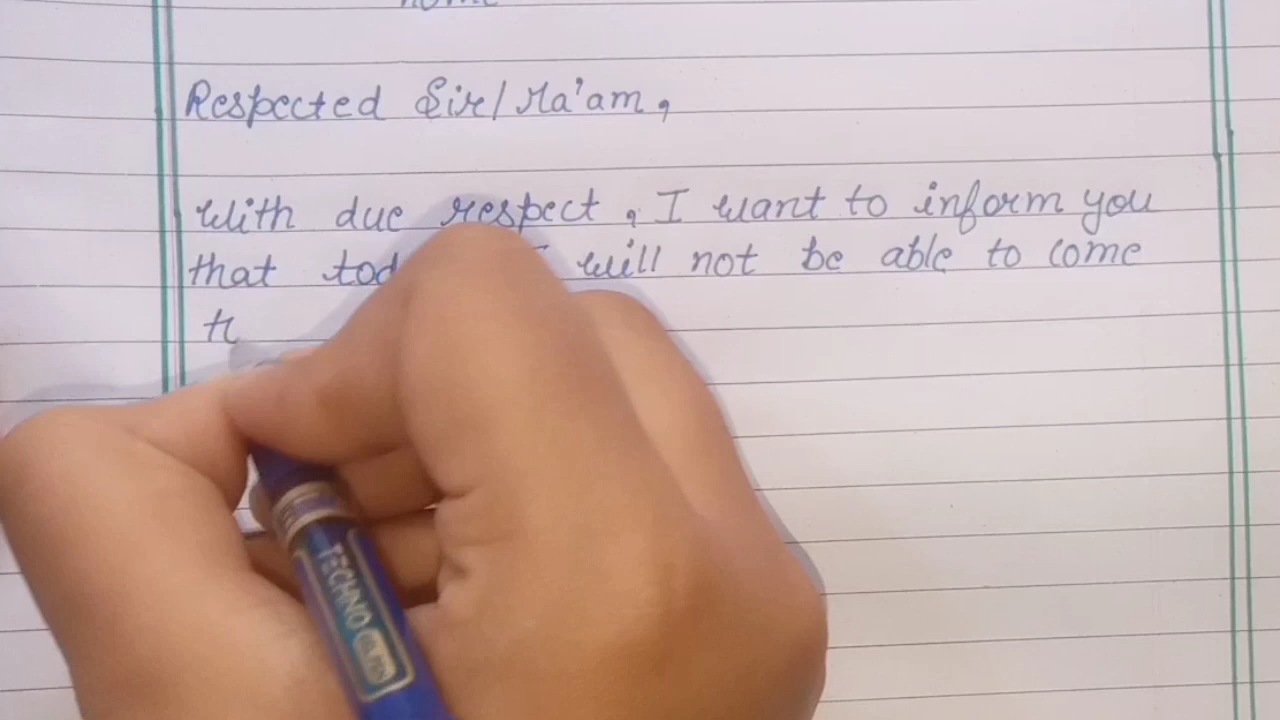 Respected Sir/Ma'am,
With due respect, I want to inform you
that tod I will not be able to come
t
TECHNO